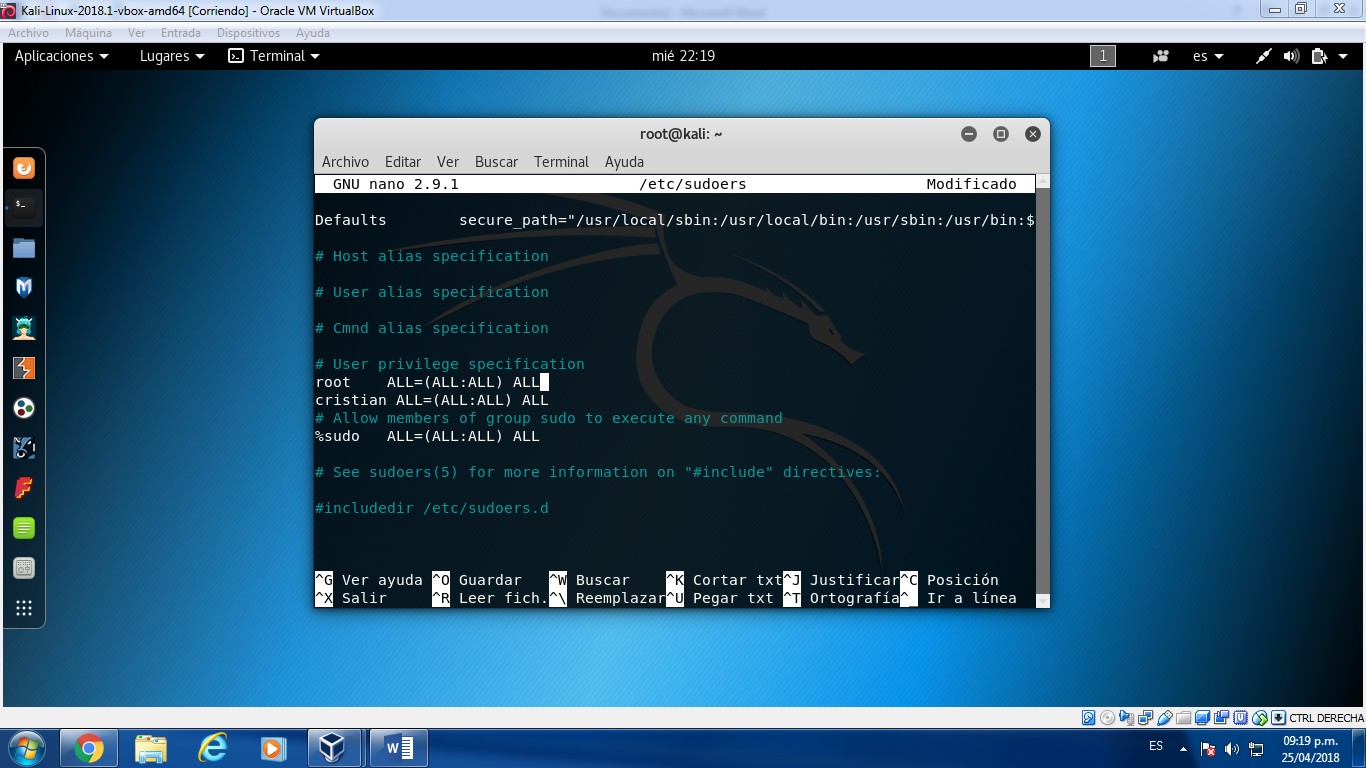 Kali-Linux-2018.1-vbox-amd64 [Corriendo] - Oracle VM VirtualBox
Archivo Máquina Ver Entrada Dispositivos Ayuda
Aplicaciones Lugares Terminal mié 22:19 1 es
root@kali: ~
Archivo Editar Ver Buscar Terminal Ayuda
GNU nano 2.9.1 /etc/sudoers Modificado
Defaults secure_path="/usr/local/sbin:/usr/local/bin:/usr/sbin:/usr/bin:$
# Host alias specification
# User alias specification
# Cmnd alias specification
# User privilege specification
root ALL=(ALL:ALL) ALL
cristian ALL=(ALL:ALL) ALL
# Allow members of group sudo to execute any command
%sudo ALL=(ALL:ALL) ALL
# See sudoers(5) for more information on "#include" directives:
#includedir /etc/sudoers.d
^G Ver ayuda ^O Guardar ^W Buscar ^K Cortar txt ^J Justificar ^C Posición
^X Salir ^R Leer fich. ^\ Reemplazar ^U Pegar txt ^T Ortografía ^_ Ir a línea
CTRL DERECHA
ES 09:19 p.m.
25/04/2018